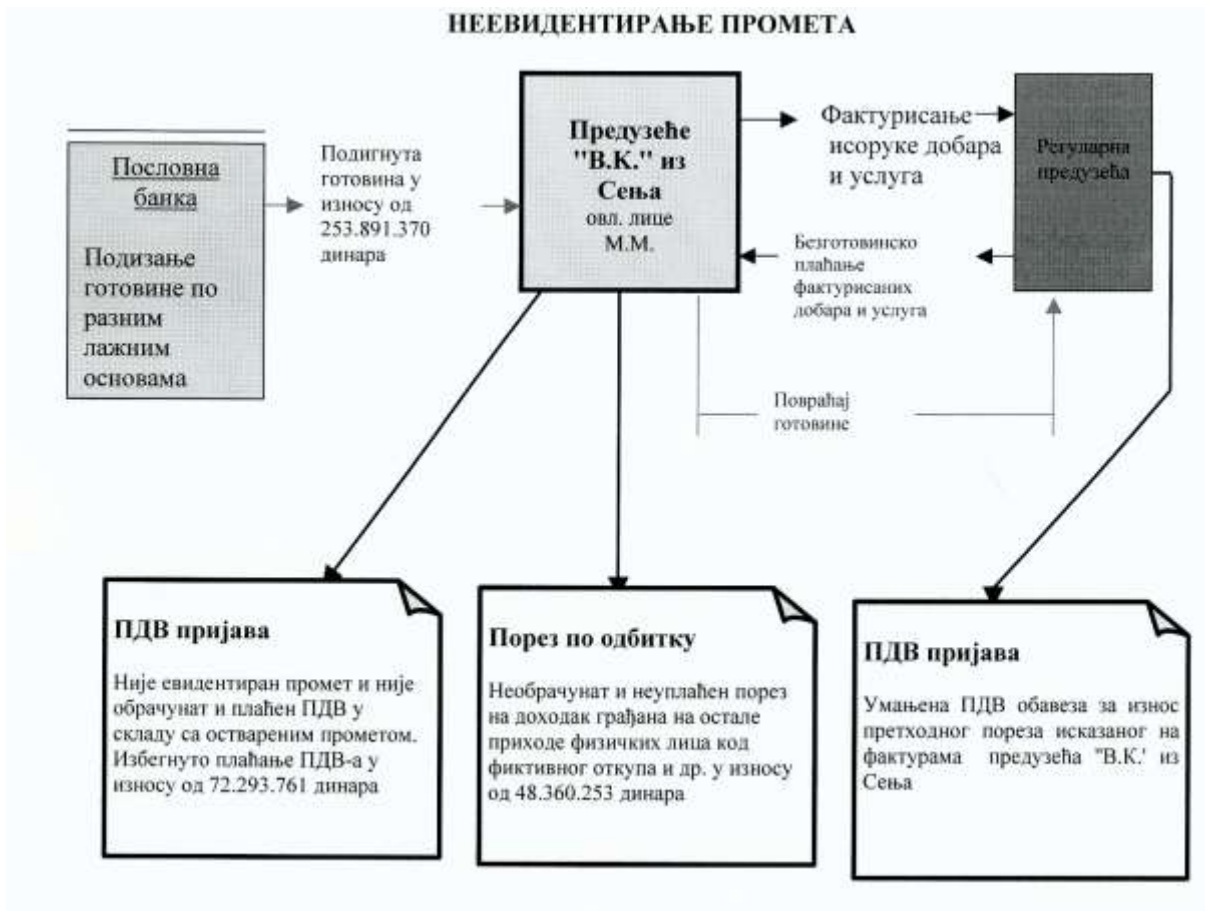 НЕЕВИДЕНТИРАЊЕ ПРОМЕТА
Пословна
банка
Подизање
готовине по
разним
лажним
основама
Подигнута
готовина у
износу од
253.891.370
динара
Предузеће
"В.К." из
Сења
овл. лице
М.М.
Фактурисање
исоруке добара
и услуга
Безготовинско
плаћање
фактурисаних
добара и услуга
Регуларна
предузећа
Повраћај
готовине
ПДВ пријава
Није евидентиран промет и није
обрачунат и плаћен ПДВ у
складу са оствареним прометом.
Избегнуто плаћање ПДВ-а у
износу од 72.293.761 динара
Порез по одбитку
Необрачунат и неуплаћен порез
на доходак грађана на остале
приходе физичких лица код
фиктивног откупа и др. у износу
од 48.360.253 динара
ПДВ пријава
Умањена ПДВ обавеза за износ
претходног пореза исказаног на
фактурама предузећа "В.К.' из
Сења